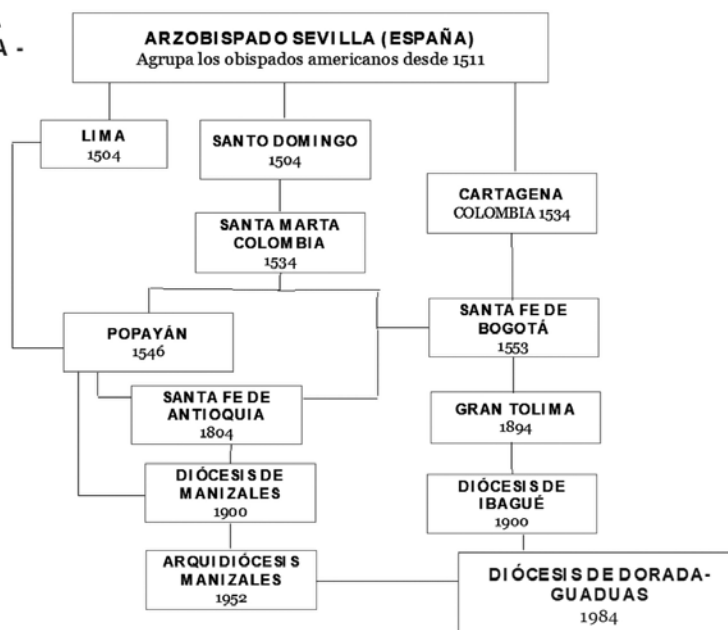 A -
ARZOBISPADO SEVILLA (ESPAÑA)
Agrupa los obispados americanos desde 1511
LIMA
1504
SANTO DOMINGO
1504
CARTAGENA
COLOMBIA 1534
SANTA MARTA
COLOMBIA
1534
POPAYÁN
1546
SANTA FE DE
BOGOTÁ
1553
SANTA FE DE
ANTIOQUIA
1804
GRAN TOLIMA
1894
DIÓCESIS DE
MANIZALES
1900
DIÓCESIS DE
IBAGUÉ
1900
ARQUIDIÓCESIS
MANIZALES
1952
DIÓCESIS DE DORADA-
GUADUAS
1984